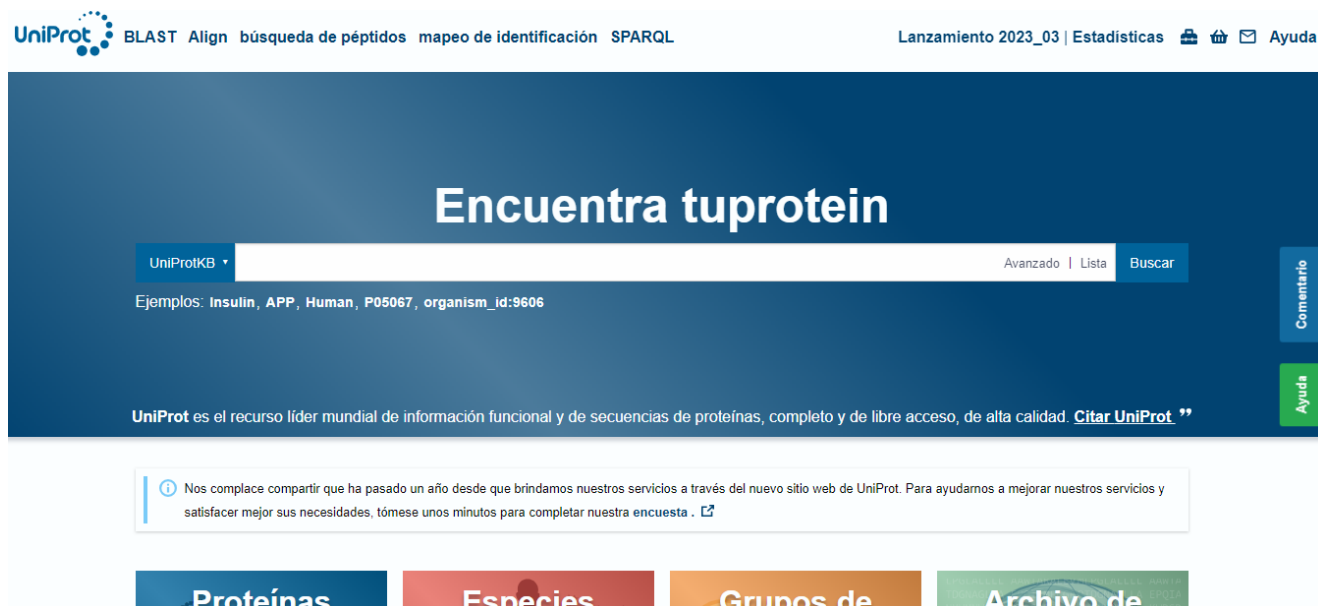 UniProt BLAST Align búsqueda de péptidos mapeo de identificación SPARQL Lanzamiento 2023_03 | Estadísticas Ayuda
Encuentra tuprotein
UniProtKB Avanzado | Lista Buscar
Ejemplos: Insulin, APP, Human, P05067, organism_id:9606
Comentario
Ayuda
UniProt es el recurso líder mundial de información funcional y de secuencias de proteínas, completo y de libre acceso, de alta calidad. Citar UniProt ”
Nos complace compartir que ha pasado un año desde que brindamos nuestros servicios a través del nuevo sitio web de UniProt. Para ayudarnos a mejorar nuestros servicios y
satisfacer mejor sus necesidades, tómese unos minutos para completar nuestra encuesta .
Proteínas Especies Grupos de Archivo de